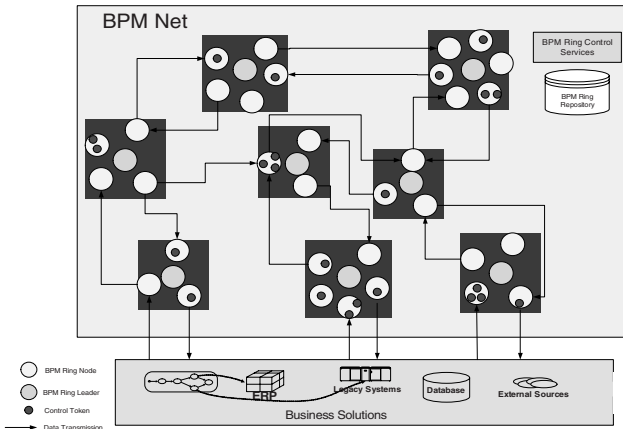 BPM Net
BPM Ring Control
Services
BPM Ring
Repository
BPM Ring Node
BPM Ring Leader
Control Token
Data Transmission
ERP
Legacy Systems
Database
External Sources
Business Solutions